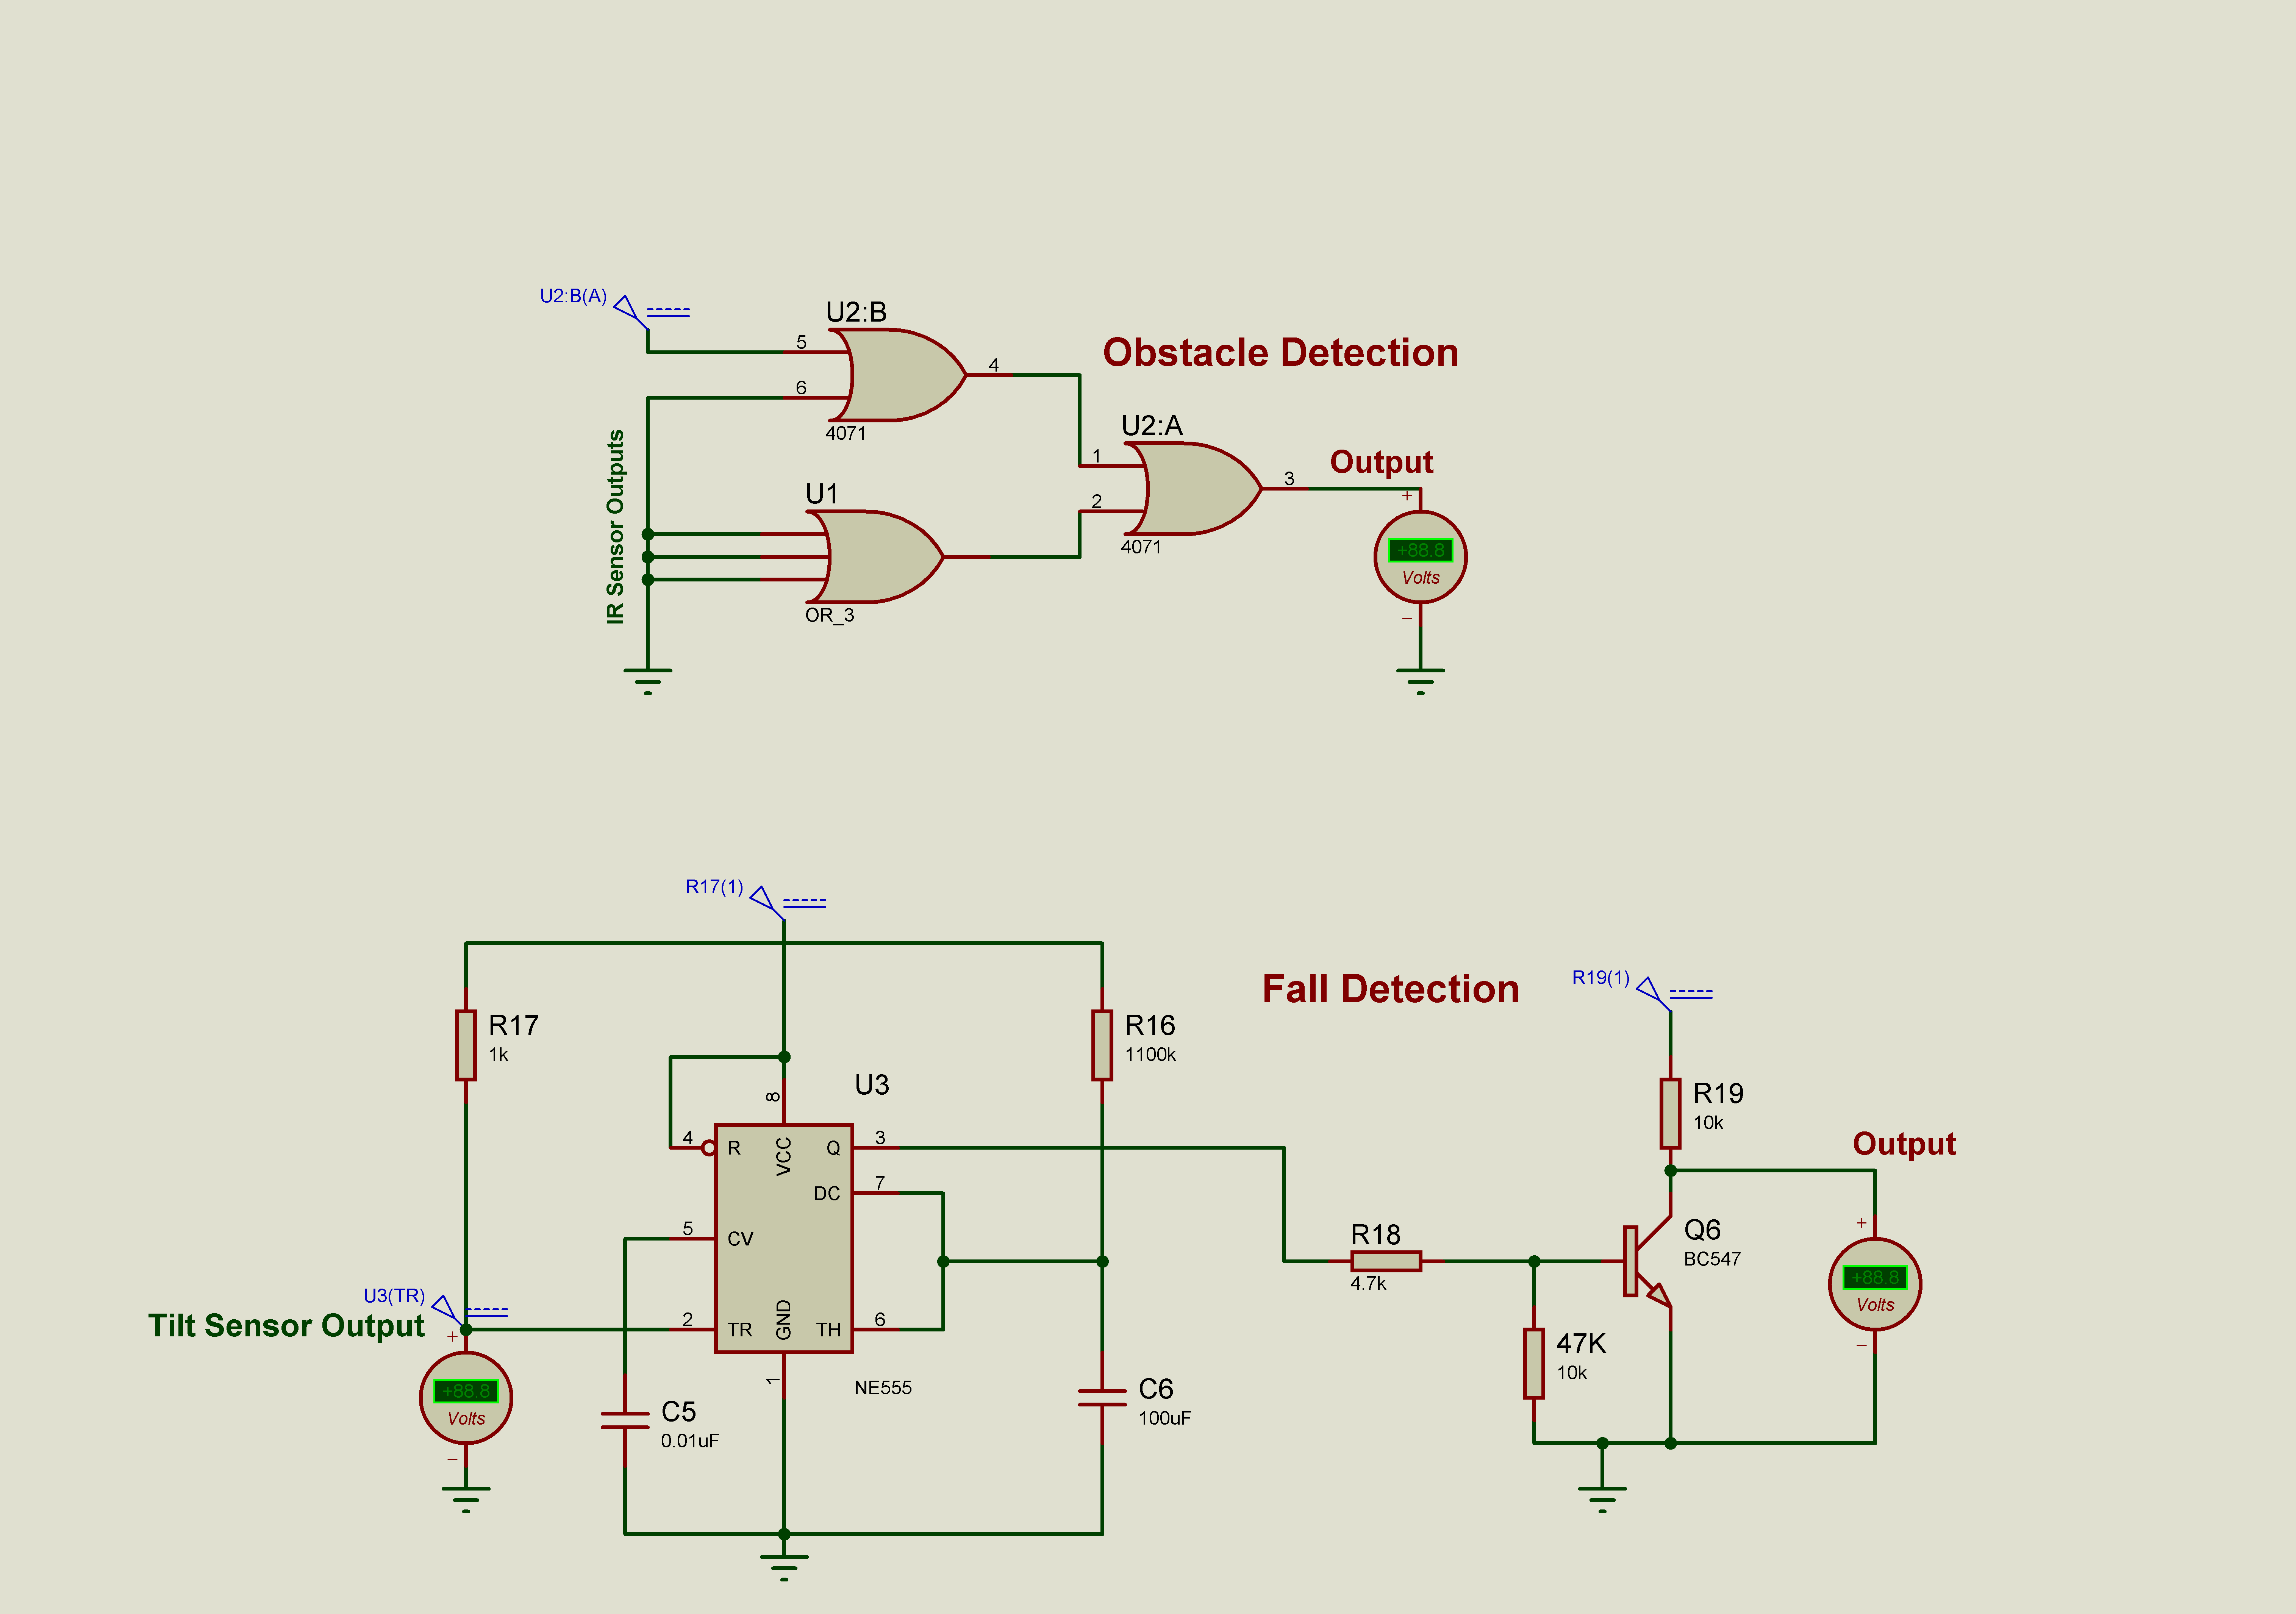 U2:B(A)
U2:B
5
6
4
4071
Obstacle Detection
U2:A
1
2
3
4071
Output
+
+88.8
Volts
−
IR Sensor Outputs
U1
OR_3
R17(1)
Fall Detection
R19(1)
R17
1k
R16
1100k
U3
8
4
R
VCC
Q
3
DC
7
5
CV
2
TR
GND
TH
6
1
NE555
R19
10k
Output
R18
4.7k
Q6
BC547
+
+88.8
Volts
−
47K
10k
U3(TR)
Tilt Sensor Output
+
+88.8
Volts
−
C5
0.01uF
C6
100uF